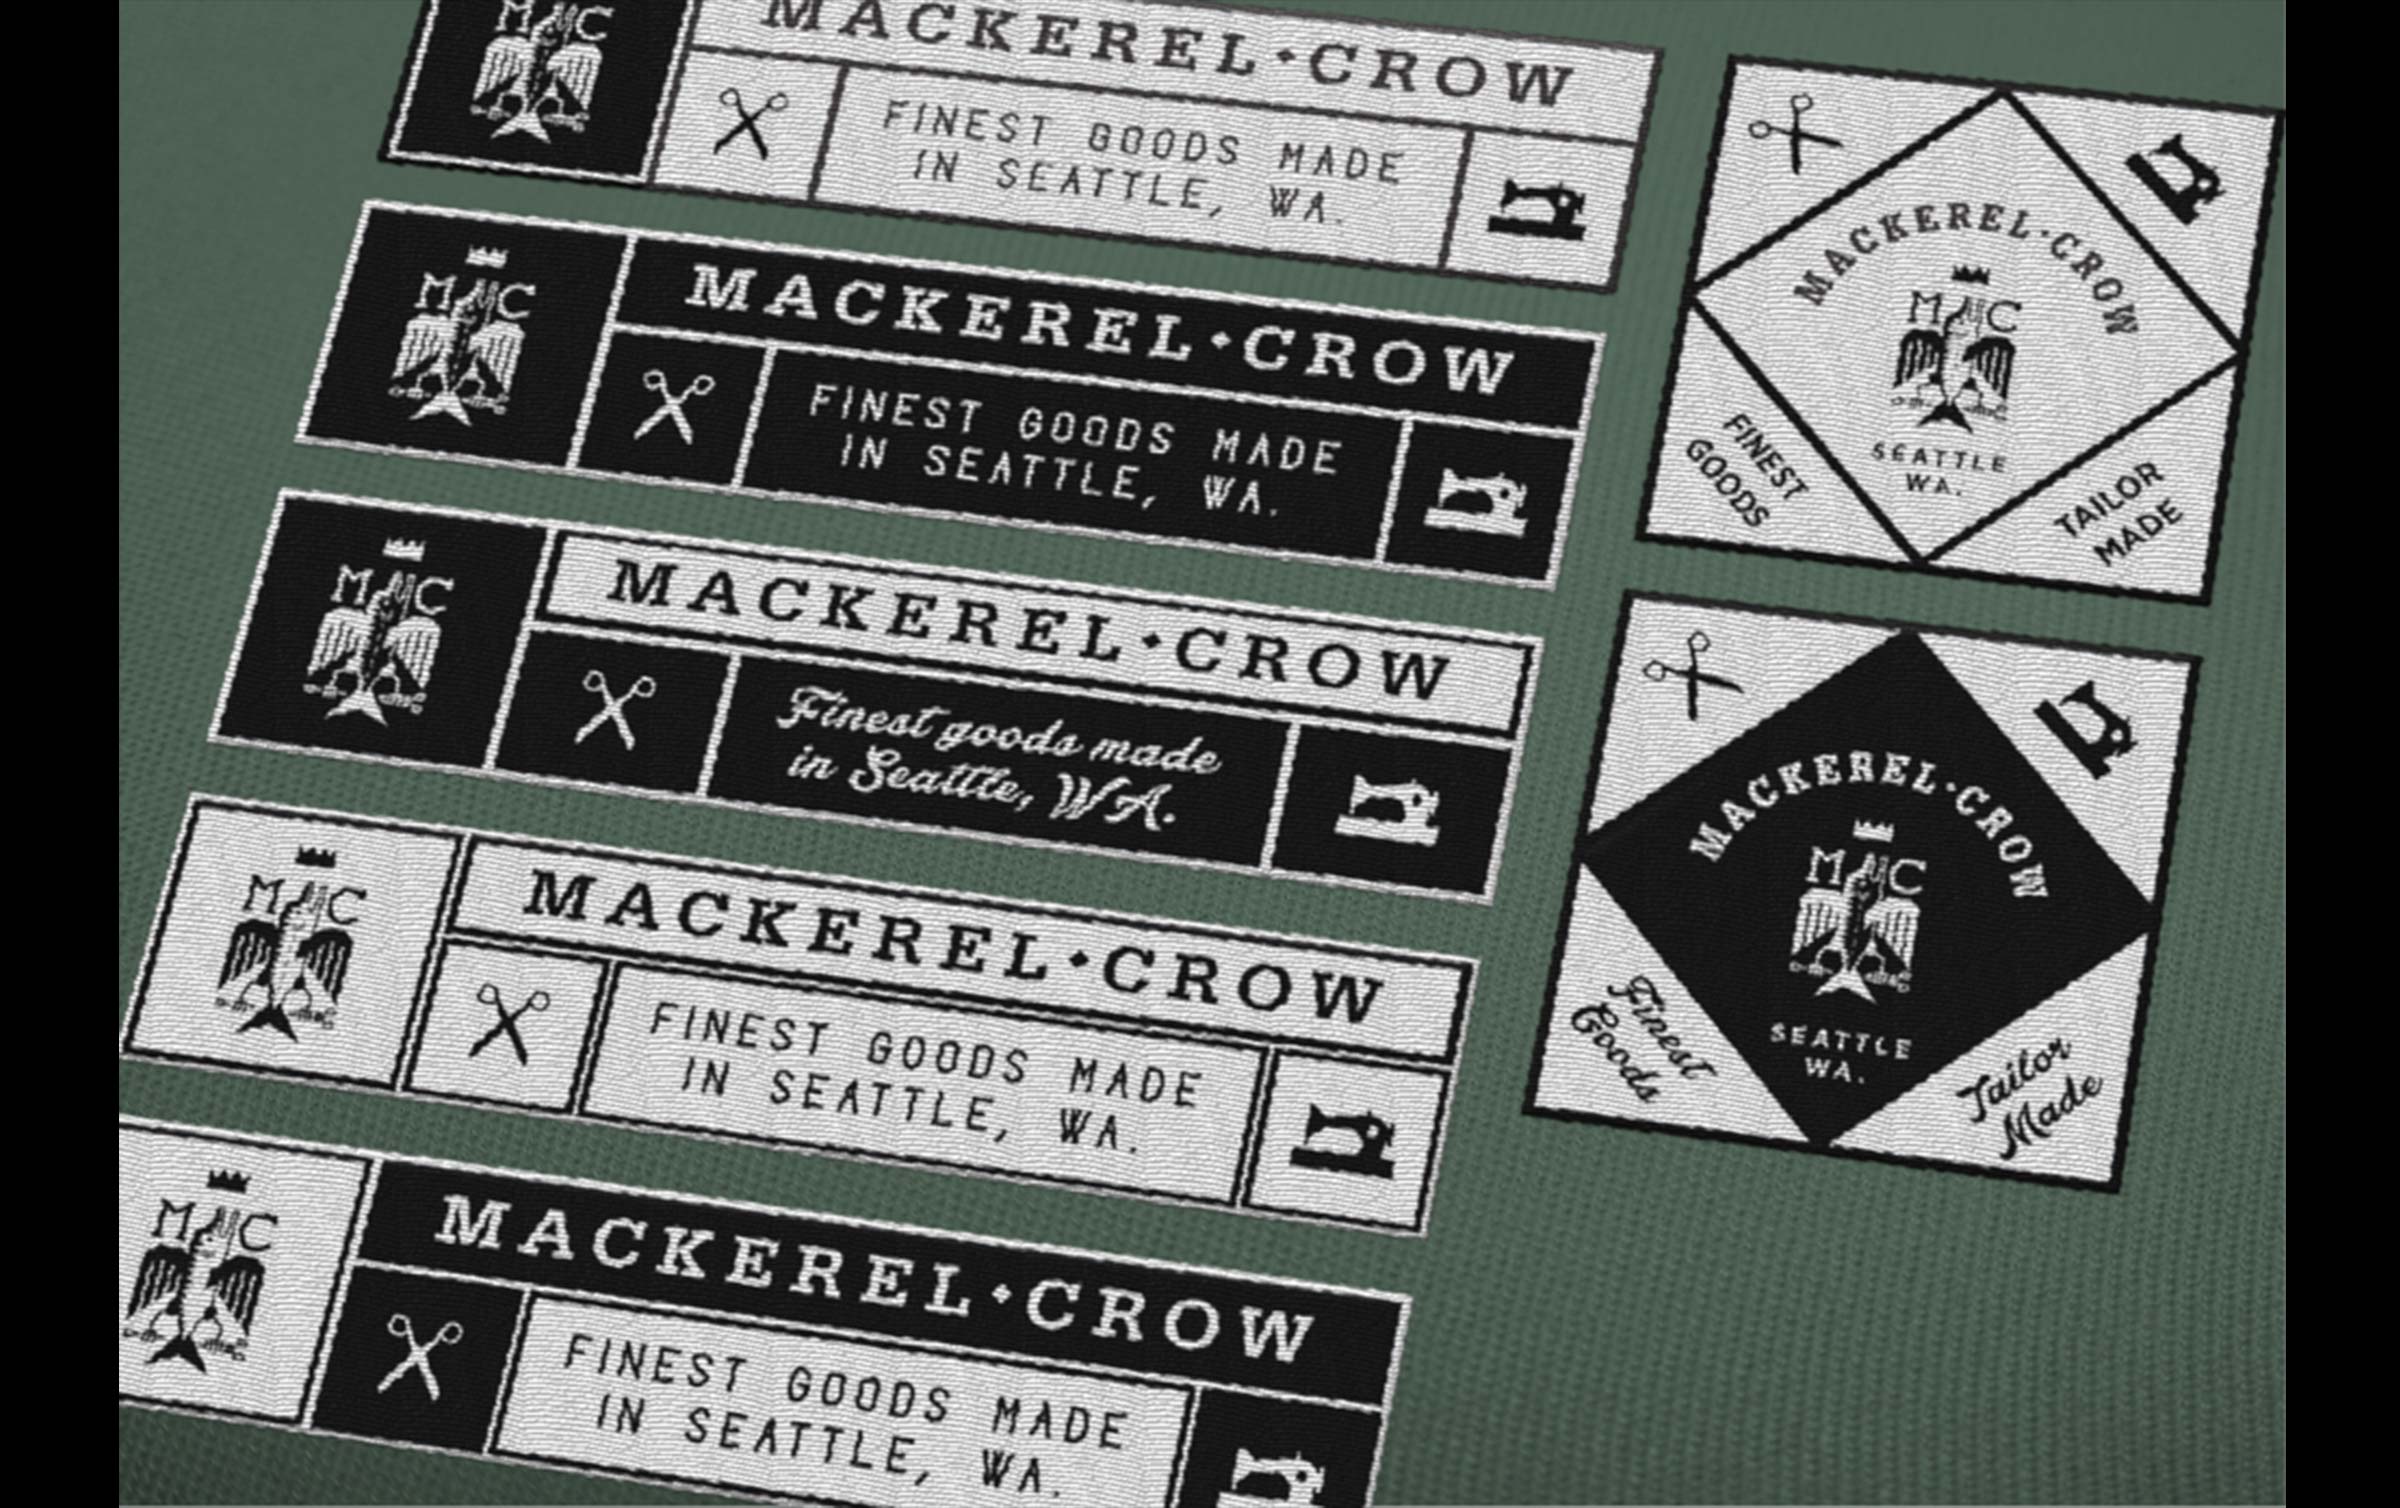 M C
MACKEREL·CROW
FINEST GOODS MADE
IN SEATTLE, WA.
M C
MACKEREL·CROW
FINEST GOODS MADE
IN SEATTLE, WA.
M C
MACKEREL·CROW
Finest goods made
in Seattle, WA.
M C
MACKEREL·CROW
FINEST GOODS MADE
IN SEATTLE, WA.
M C
MACKEREL·CROW
FINEST GOODS MADE
IN SEATTLE, WA.
MACKEREL·CROW
M C
SEATTLE
WA.
FINEST
GOODS
TAILOR
MADE
MACKEREL·CROW
M C
SEATTLE
WA.
Finest
Goods
Tailor
Made